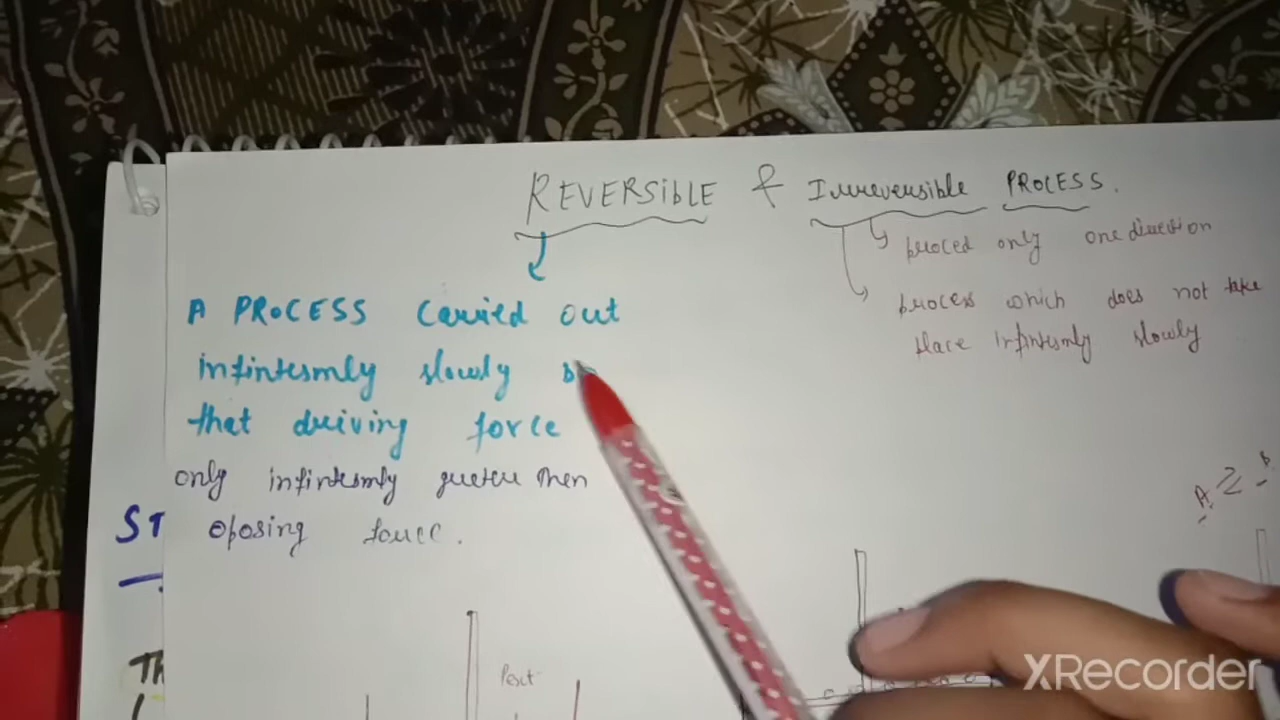 REVERSiBLE & Irreversible PROCESS.
proced only one direction
process which does not take
place infintesmly slowly
A PROCESS Carried out
infintesmly slowly so
that driving force
only infintesmly greater then
oposing force.
ST
A ⇌ B
Th
XRecorder